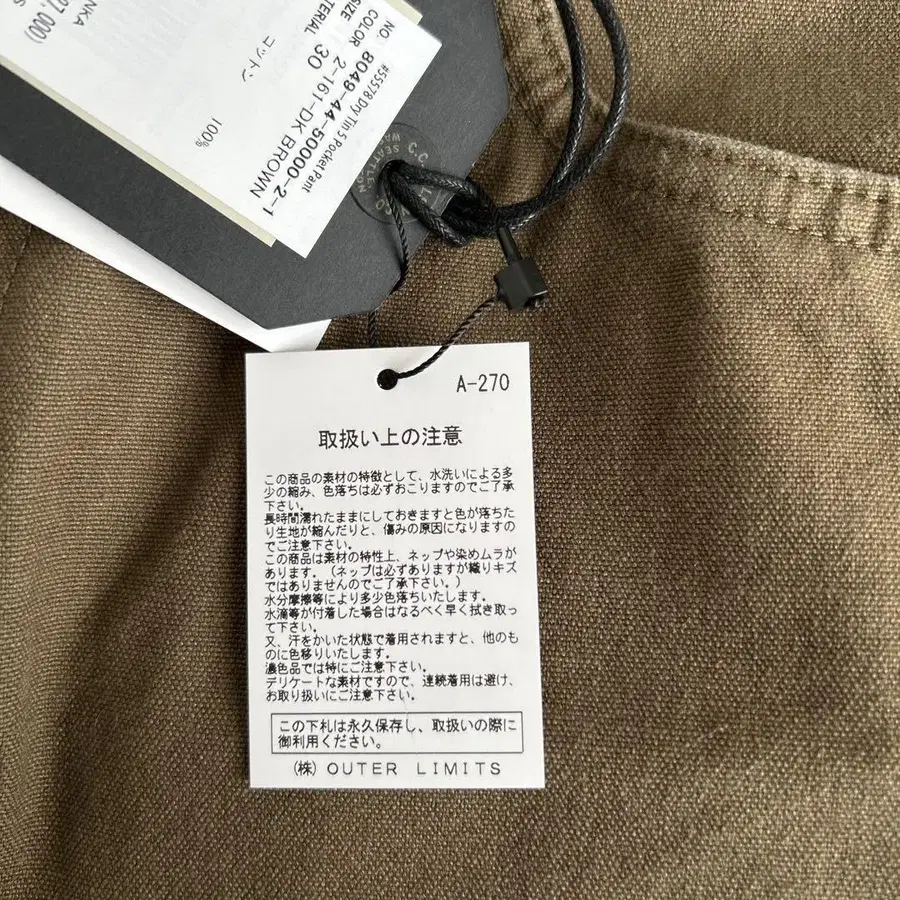 #55578 Dry Tin 5 Pocket Pant
NO. 8049-44-50000-2-1
COLOR 2-161-DK BROWN
SIZE 30
コットン 100%
7,000)
SEATTLE
A-270
取扱い上の注意
この商品の素材の特徴として、水洗いによる多
少の縮み、色落ちは必ずおこりますのでご了承
下さい。
長時間濡れたままにしておきますと色が落ちた
り生地が縮んだりと、傷みの原因になりますの
でご注意下さい。
この商品は素材の特性上、ネップや染めムラが
あります。(ネップは必ずありますが織りキズ
ではありませんのでご了承下さい。)
水分摩擦等により多少色落ちいたします。
水滴等が付着した場合はなるべく早く拭き取っ
て下さい。
又、汗をかいた状態で着用されますと、他のも
のに色移りいたします。
濃色品では特にご注意下さい。
デリケートな素材ですので、連続着用は避け、
お取り扱いにご注意下さい。
この下札は永久保存し、取扱いの際に
御利用ください。
(株) OUTER LIMITS